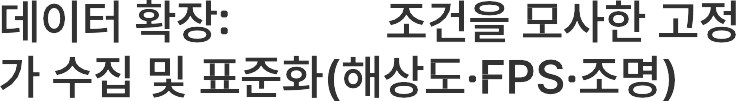 데이터 확장: 조건을 모사한 고정
가 수집 및 표준화(해상도·FPS·조명)